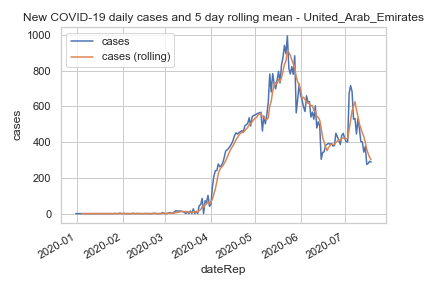 New COVID-19 daily cases and 5 day rolling mean - United_Arab_Emirates
cases
cases (rolling)
1000
800
600
400
200
0
cases
2020-01
2020-02
2020-03
2020-04
2020-05
2020-06
2020-07
dateRep